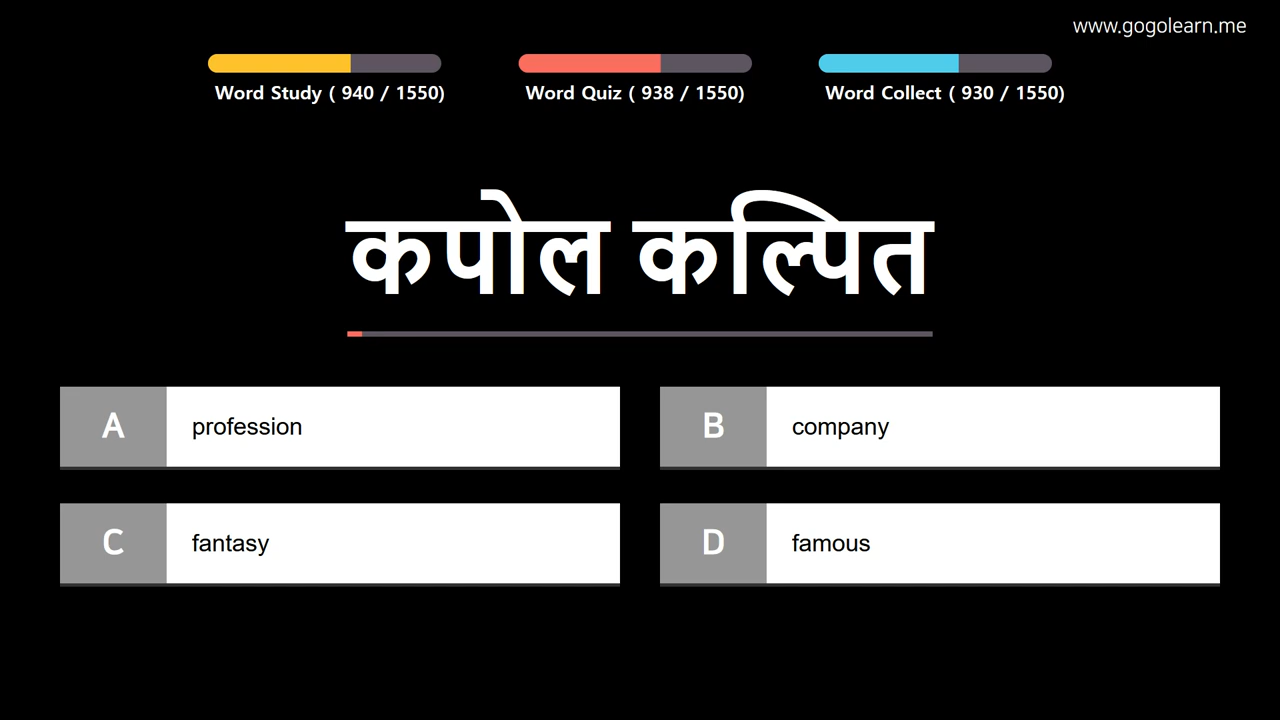 www.gogolearn.me
Word Study ( 940 / 1550)
Word Quiz ( 938 / 1550)
Word Collect ( 930 / 1550)
कपोल कल्पित
A
profession
B
company
C
fantasy
D
famous